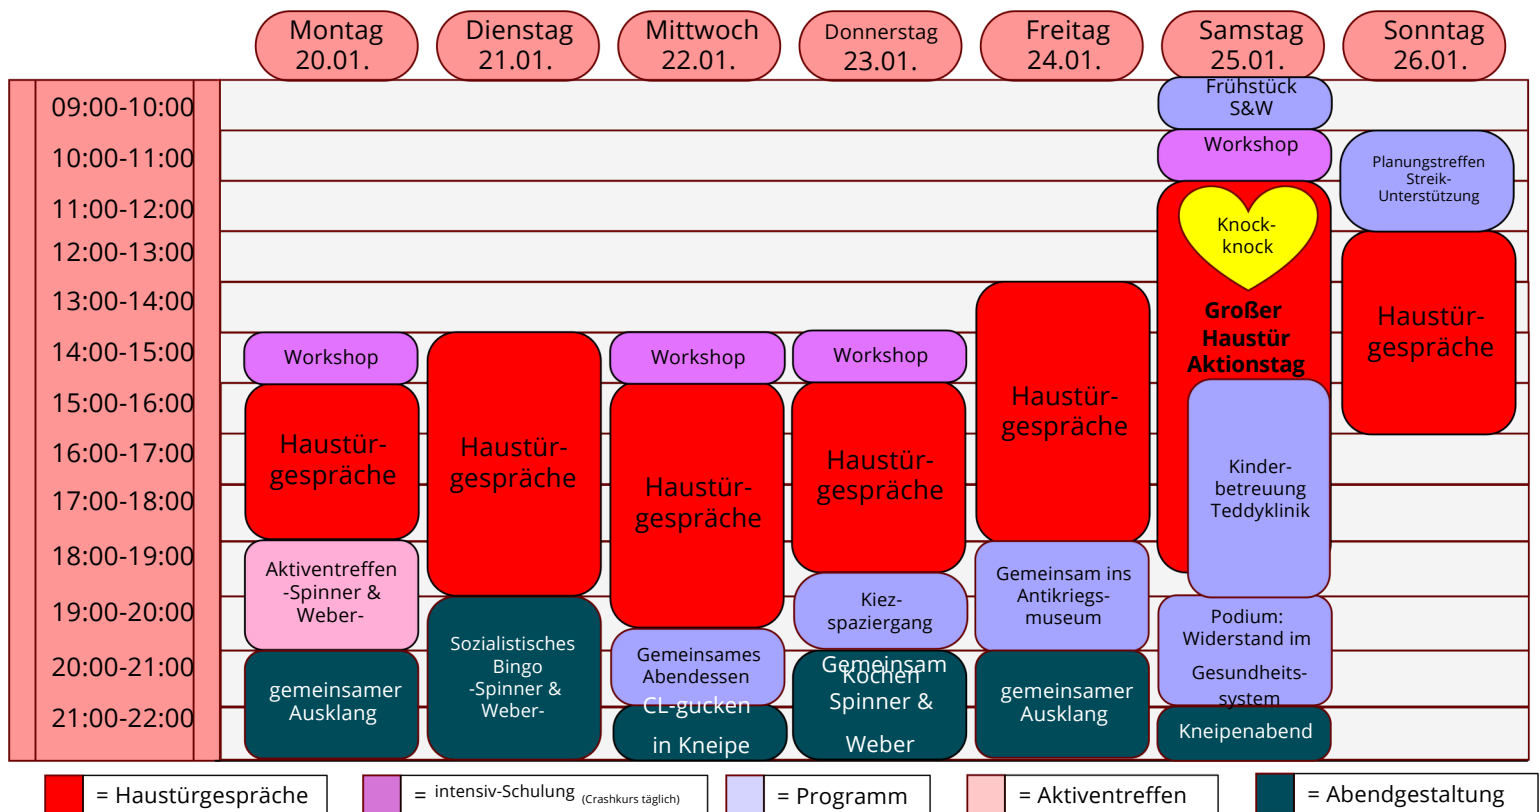 Montag
20.01.
Dienstag
21.01.
Mittwoch
22.01.
Donnerstag
23.01.
Freitag
24.01.
Samstag
25.01.
Sonntag
26.01.
09:00-10:00
10:00-11:00
11:00-12:00
12:00-13:00
13:00-14:00
14:00-15:00
15:00-16:00
16:00-17:00
17:00-18:00
18:00-19:00
19:00-20:00
20:00-21:00
21:00-22:00
Workshop
Haustür-
gespräche
Aktiventreffen
-Spinner &
Weber-
gemeinsamer
Ausklang
Haustür-
gespräche
Sozialistisches
Bingo
-Spinner &
Weber-
Workshop
Haustür-
gespräche
Gemeinsames
Abendessen
CL-gucken
in Kneipe
Workshop
Haustür-
gespräche
Kiez-
spaziergang
Gemeinsam
Kochen
Spinner &
Weber
Haustür-
gespräche
Gemeinsam ins
Antikriegs-
museum
gemeinsamer
Ausklang
Frühstück
S&W
Workshop
Knock-
knock
Großer
Haustür
Aktionstag
Kinder-
betreuung
Teddyklinik
Podium:
Widerstand im
Gesundheits-
system
Kneipenabend
Planungstreffen
Streik-
Unterstützung
Haustür-
gespräche
= Haustürgespräche
= intensiv-Schulung (Crashkurs täglich)
= Programm
= Aktiventreffen
= Abendgestaltung